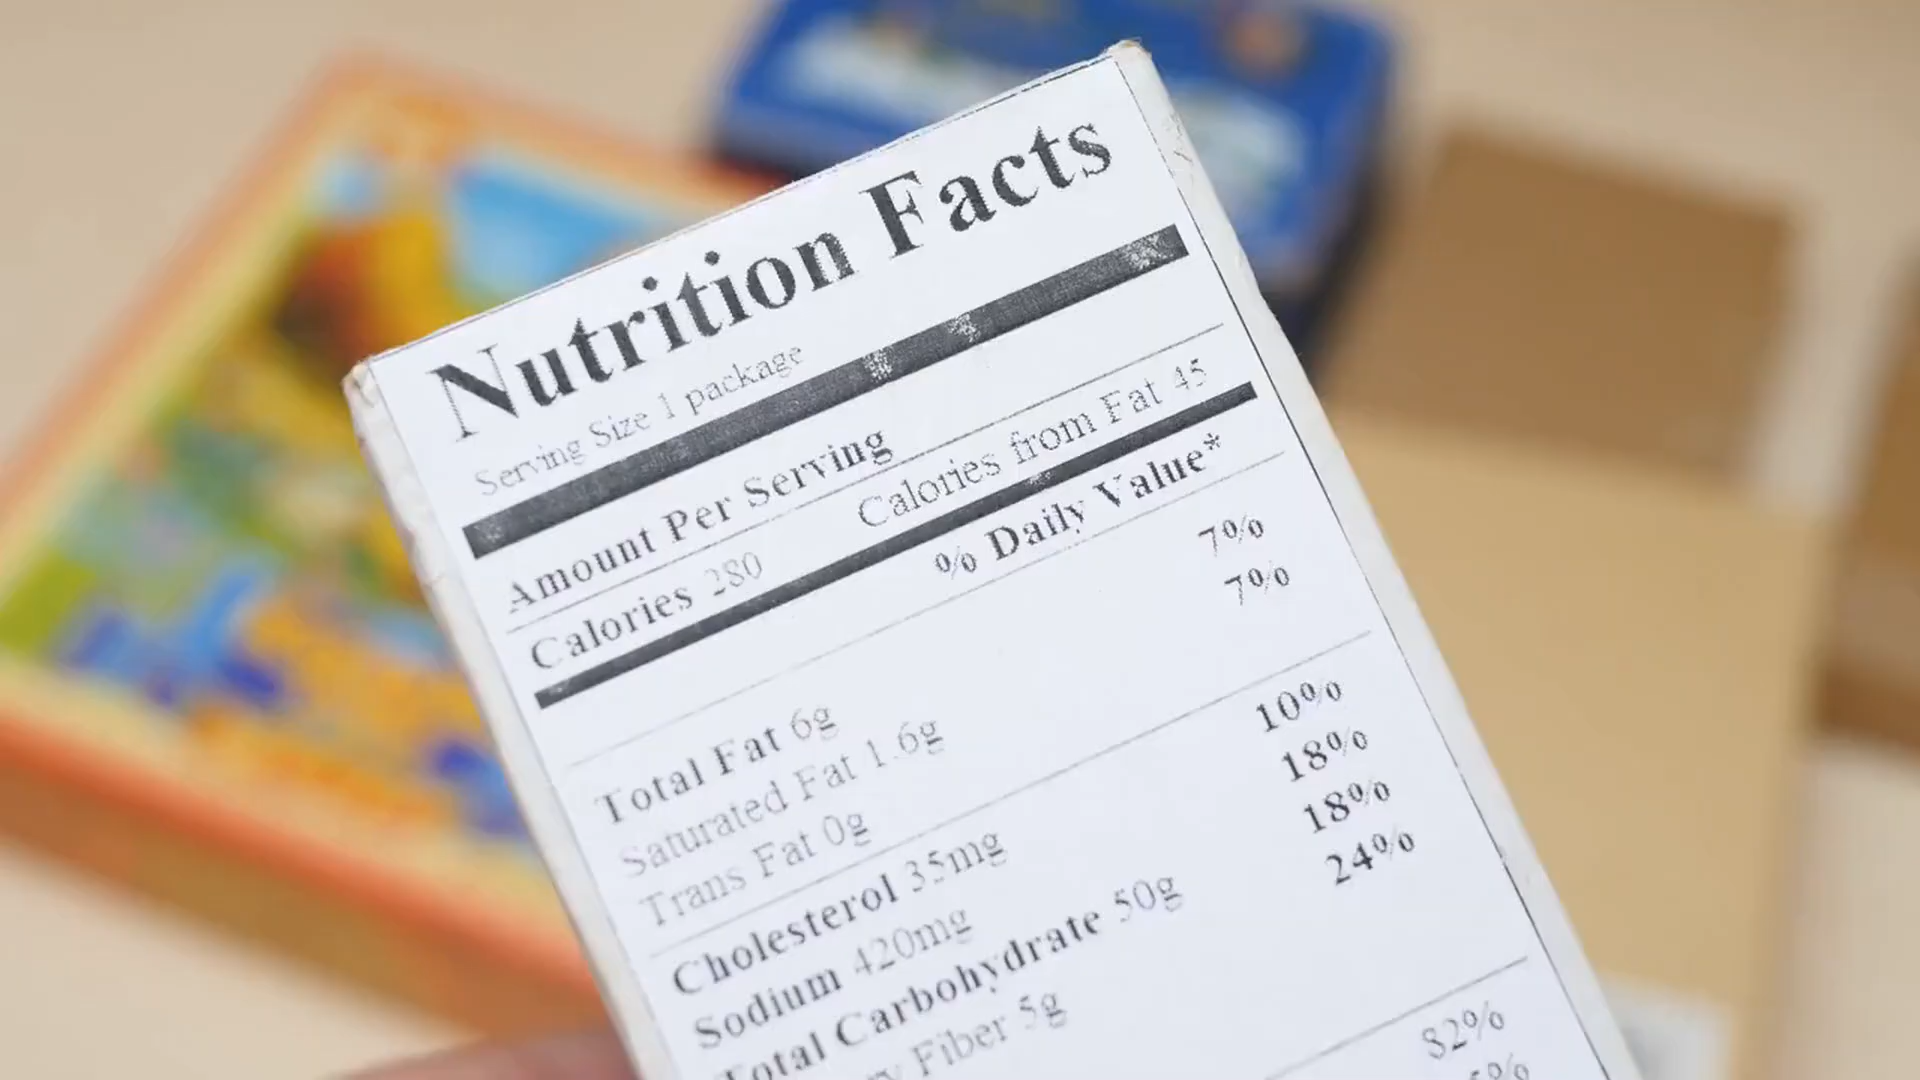 Nutrition Facts
Serving Size 1 package
Amount Per Serving
Calories 280 Calories from Fat 45
% Daily Value*
Total Fat 6g 7%
Saturated Fat 1.6g 7%
Trans Fat 0g
Cholesterol 35mg 10%
Sodium 420mg 18%
Total Carbohydrate 50g 18%
Fiber 5g 24%
82%